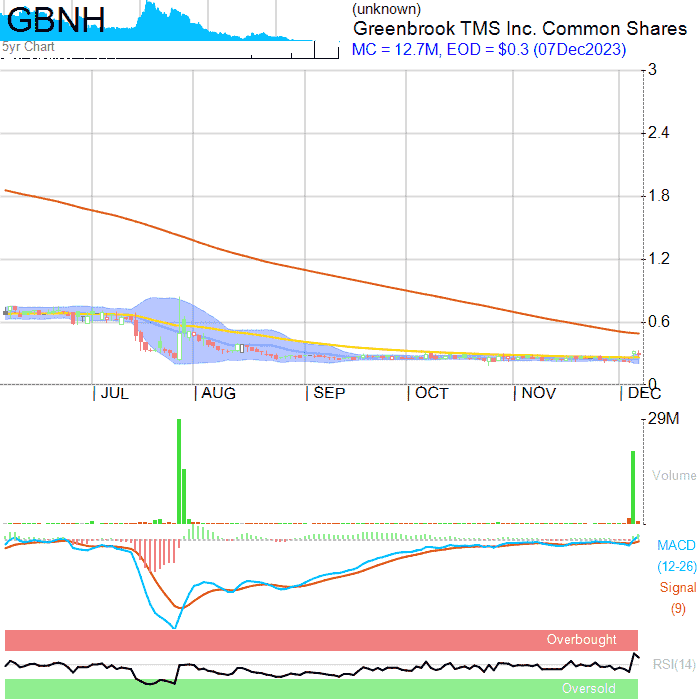 GBNH
(unknown)
Greenbrook TMS Inc. Common Shares
5yr Chart
MC = 12.7M, EOD = $0.3 (07Dec2023)
3
2.4
1.8
1.2
0.6
0
JUL AUG SEP OCT NOV DEC
29M
Volume
MACD
(12-26)
Signal
(9)
Overbought
RSI(14)
Oversold